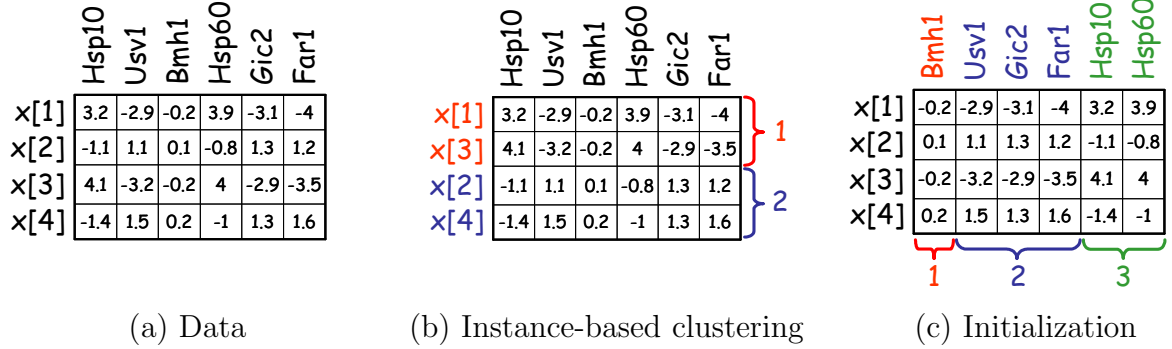 Hsp10 Usv1 Bmh1 Hsp60 Gic2 Far1
x[1] 3.2 -2.9 -0.2 3.9 -3.1 -4
x[2] -1.1 1.1 0.1 -0.8 1.3 1.2
x[3] 4.1 -3.2 -0.2 4 -2.9 -3.5
x[4] -1.4 1.5 0.2 -1 1.3 1.6
(a) Data
Hsp10 Usv1 Bmh1 Hsp60 Gic2 Far1
x[1] 3.2 -2.9 -0.2 3.9 -3.1 -4
x[3] 4.1 -3.2 -0.2 4 -2.9 -3.5
1
x[2] -1.1 1.1 0.1 -0.8 1.3 1.2
x[4] -1.4 1.5 0.2 -1 1.3 1.6
2
(b) Instance-based clustering
Bmh1 Usv1 Gic2 Far1 Hsp10 Hsp60
x[1] -0.2 -2.9 -3.1 -4 3.2 3.9
x[2] 0.1 1.1 1.3 1.2 -1.1 -0.8
x[3] -0.2 -3.2 -2.9 -3.5 4.1 4
x[4] 0.2 1.5 1.3 1.6 -1.4 -1
1 2 3
(c) Initialization